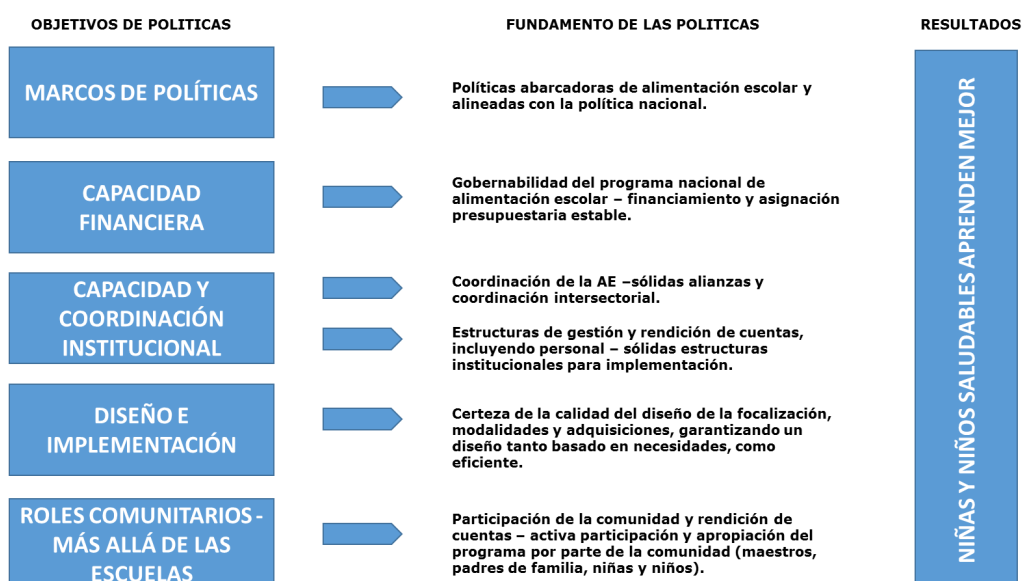 OBJETIVOS DE POLITICAS
FUNDAMENTO DE LAS POLITICAS
RESULTADOS
MARCOS DE POLÍTICAS
Políticas abarcadoras de alimentación escolar y
alineadas con la política nacional.
CAPACIDAD
FINANCIERA
Gobernabilidad del programa nacional de
alimentación escolar – financiamiento y asignación
presupuestaria estable.
CAPACIDAD Y
COORDINACIÓN
INSTITUCIONAL
Coordinación de la AE –sólidas alianzas y
coordinación intersectorial.
Estructuras de gestión y rendición de cuentas,
incluyendo personal – sólidas estructuras
institucionales para implementación.
DISEÑO E
IMPLEMENTACIÓN
Certeza de la calidad del diseño de la focalización,
modalidades y adquisiciones, garantizando un
diseño tanto basado en necesidades, como
eficiente.
ROLES COMUNITARIOS -
MÁS ALLÁ DE LAS
ESCUELAS
Participación de la comunidad y rendición de
cuentas – activa participación y apropiación del
programa por parte de la comunidad (maestros,
padres de familia, niñas y niños).
NIÑAS Y NIÑOS SALUDABLES APRENDEN MEJOR